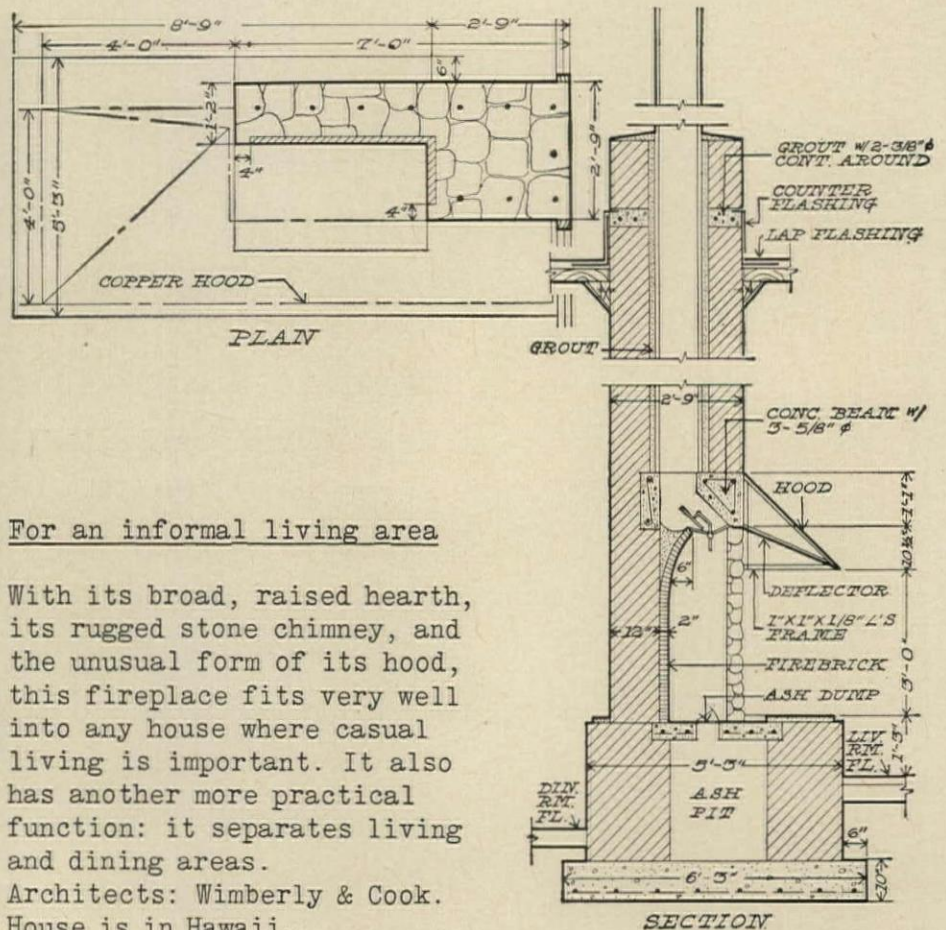 8'-9"
2'-9"
4'-0"
7'-0"
6"
1'-2"
4'-0"
5'-3"
4"
4"
2'-9"
COPPER HOOD
PLAN
GROUT W/2-3/8" φ
CONT. AROUND
COUNTER
FLASHING
LAP FLASHING
GROUT
2'-9"
CONC. BEAM W/
3-5/8" φ
HOOD
1'-1"
6"
DEFLECTOR
1"X1"X1/8" L'S
FRAME
12"
2"
FIREBRICK
3'-0"
ASH DUMP
LIV.
RM.
FL.
1'-3"
5'-3"
ASH
PIT
DIN.
RM.
FL.
6"
6'-3"
10"
SECTION
For an informal living area
With its broad, raised hearth,
its rugged stone chimney, and
the unusual form of its hood,
this fireplace fits very well
into any house where casual
living is important. It also
has another more practical
function: it separates living
and dining areas.
Architects: Wimberly & Cook.
House is in Hawaii